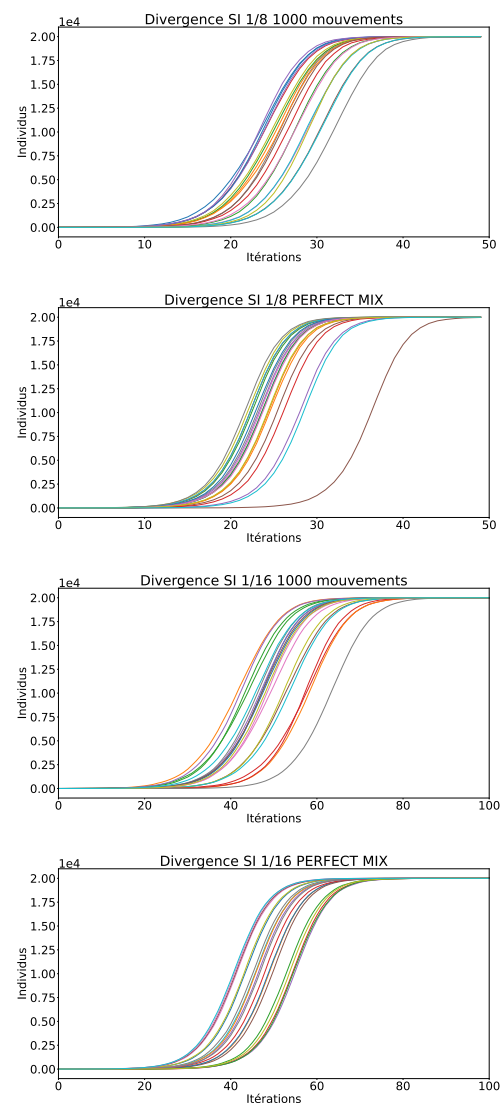 Divergence SI 1/8 1000 mouvements
1e4
2.00
1.75
1.50
1.25
1.00
0.75
0.50
0.25
0.00
Individus
0 10 20 30 40 50
Itérations
Divergence SI 1/8 PERFECT MIX
1e4
2.00
1.75
1.50
1.25
1.00
0.75
0.50
0.25
0.00
Individus
0 10 20 30 40 50
Itérations
Divergence SI 1/16 1000 mouvements
1e4
2.00
1.75
1.50
1.25
1.00
0.75
0.50
0.25
0.00
Individus
0 20 40 60 80 100
Itérations
Divergence SI 1/16 PERFECT MIX
1e4
2.00
1.75
1.50
1.25
1.00
0.75
0.50
0.25
0.00
Individus
0 20 40 60 80 100
Itérations